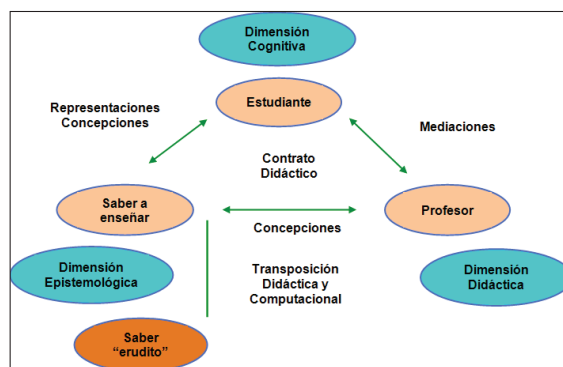 Dimensión
Cognitiva
Estudiante
Representaciones
Concepciones
Mediaciones
Contrato
Didáctico
Saber a
enseñar
Profesor
Concepciones
Dimensión
Epistemológica
Transposición
Didáctica y
Computacional
Dimensión
Didáctica
Saber
“erudito”